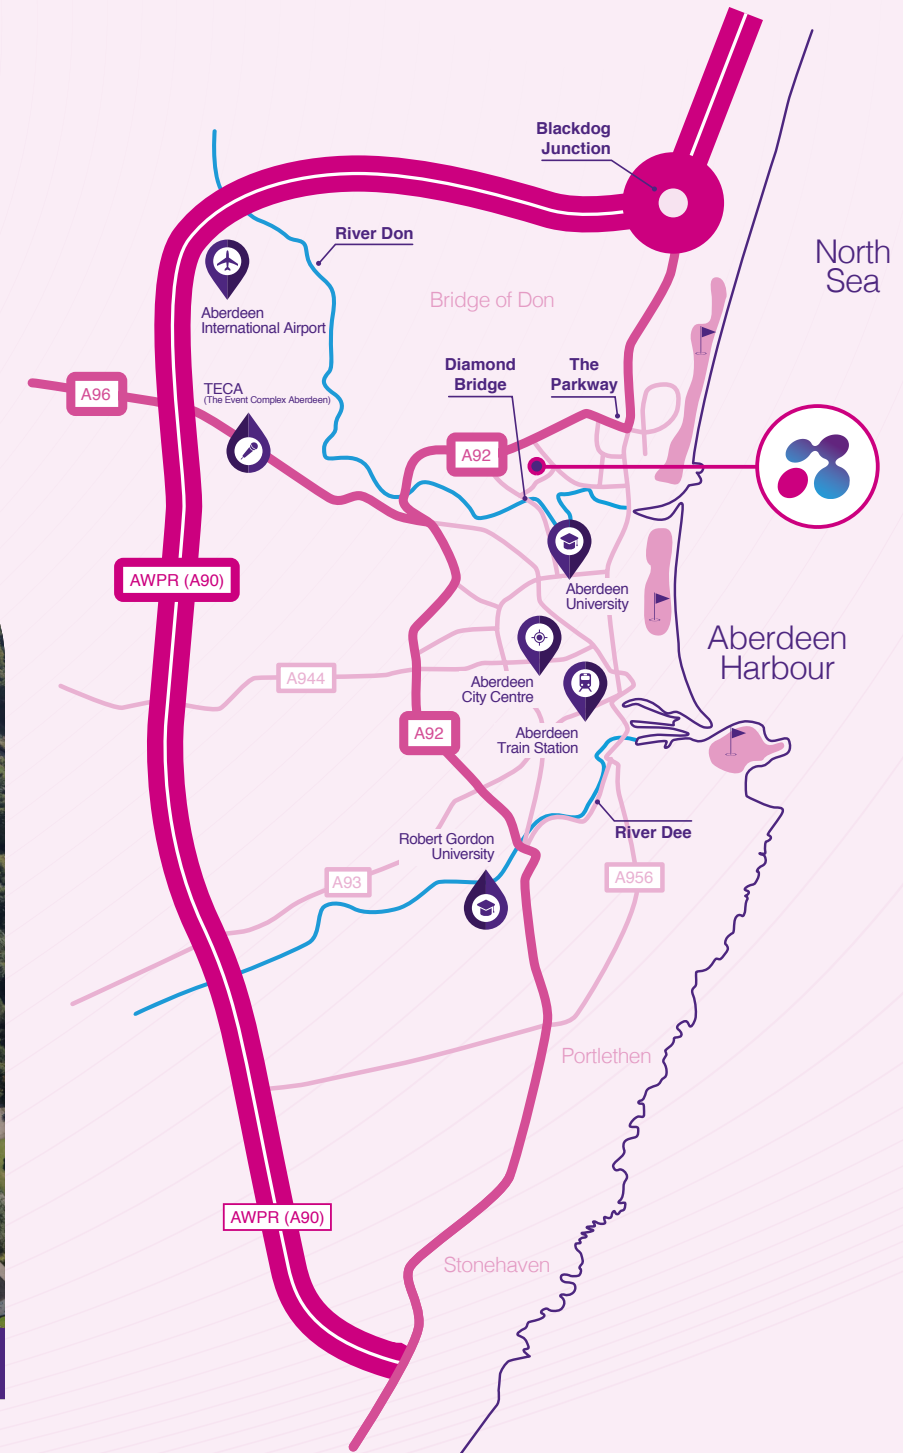 Blackdog
Junction
River Don
North
Sea
Aberdeen
International Airport
Bridge of Don
Diamond
Bridge
The
Parkway
TECA
(The Event Complex Aberdeen)
A96
A92
AWPR (A90)
Aberdeen
University
Aberdeen
Harbour
A944
Aberdeen
City Centre
Aberdeen
Train Station
A92
River Dee
Robert Gordon
University
A93
A956
Portlethen
AWPR (A90)
Stonehaven